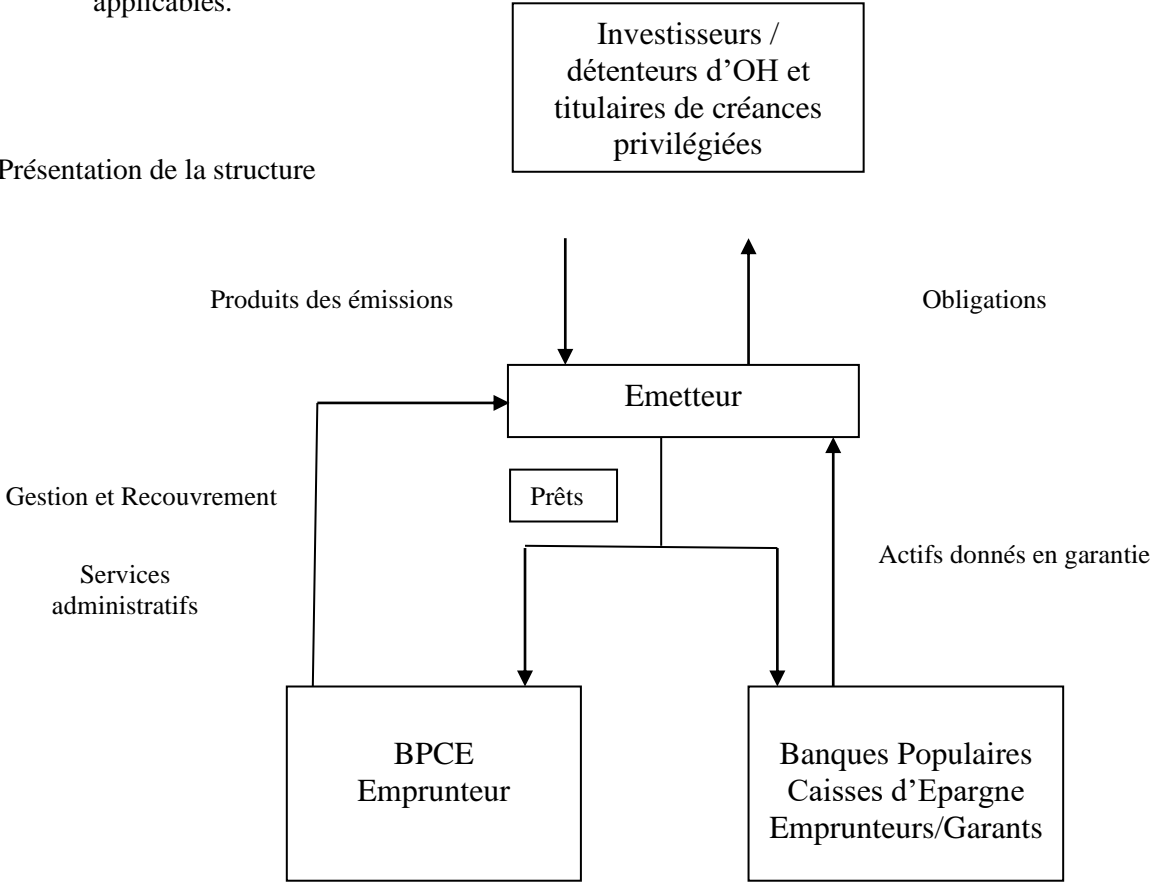 applicables.
Investisseurs /
détenteurs d’OH et
titulaires de créances
privilégiées
Présentation de la structure
Produits des émissions
Obligations
Emetteur
Gestion et Recouvrement
Prêts
Services
administratifs
Actifs donnés en garantie
BPCE
Emprunteur
Banques Populaires
Caisses d’Epargne
Emprunteurs/Garants